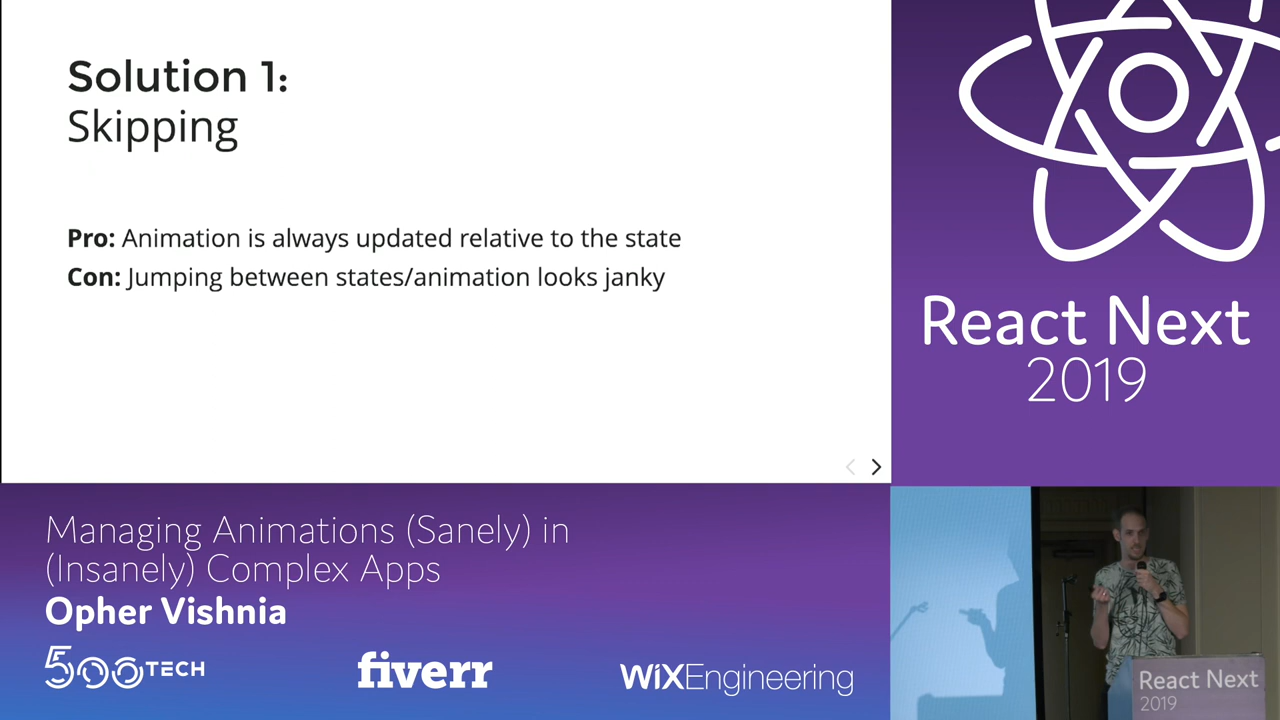 Solution 1:
Skipping
Pro: Animation is always updated relative to the state
Con: Jumping between states/animation looks janky
React Next
2019
Managing Animations (Sanely) in
(Insanely) Complex Apps
Opher Vishnia
500TECH
fiverr
WiXEngineering
React Next
2019